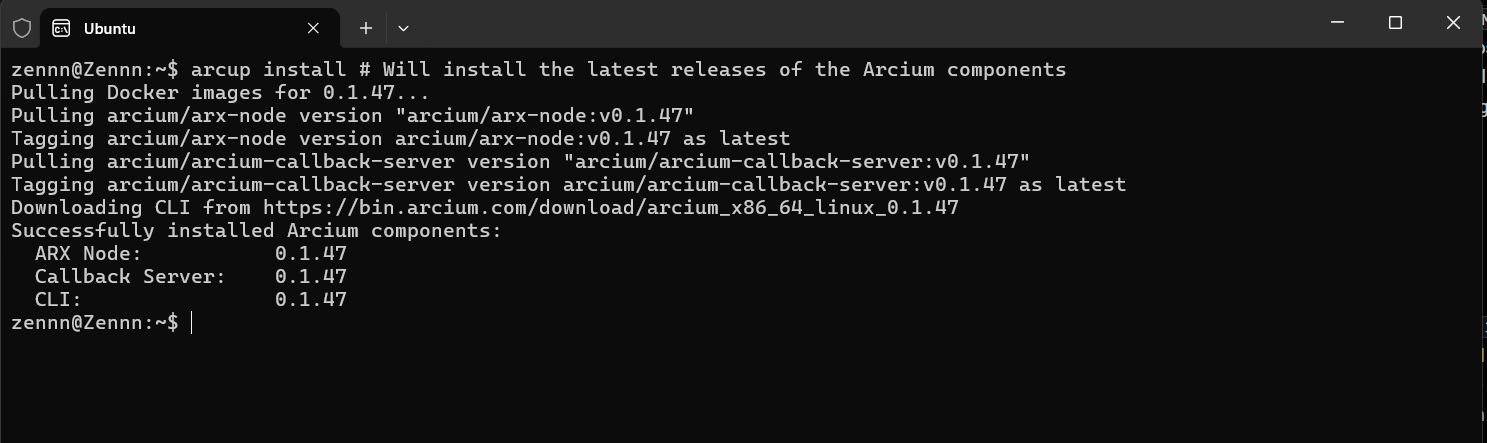 Ubuntu
zennn@Zennn:~$ arcup install # Will install the latest releases of the Arcium components
Pulling Docker images for 0.1.47...
Pulling arcium/arx-node version "arcium/arx-node:v0.1.47"
Tagging arcium/arx-node version arcium/arx-node:v0.1.47 as latest
Pulling arcium/arcium-callback-server version "arcium/arcium-callback-server:v0.1.47"
Tagging arcium/arcium-callback-server version arcium/arcium-callback-server:v0.1.47 as latest
Downloading CLI from https://bin.arcium.com/download/arcium_x86_64_linux_0.1.47
Successfully installed Arcium components:
  ARX Node:           0.1.47
  Callback Server:    0.1.47
  CLI:                0.1.47
zennn@Zennn:~$